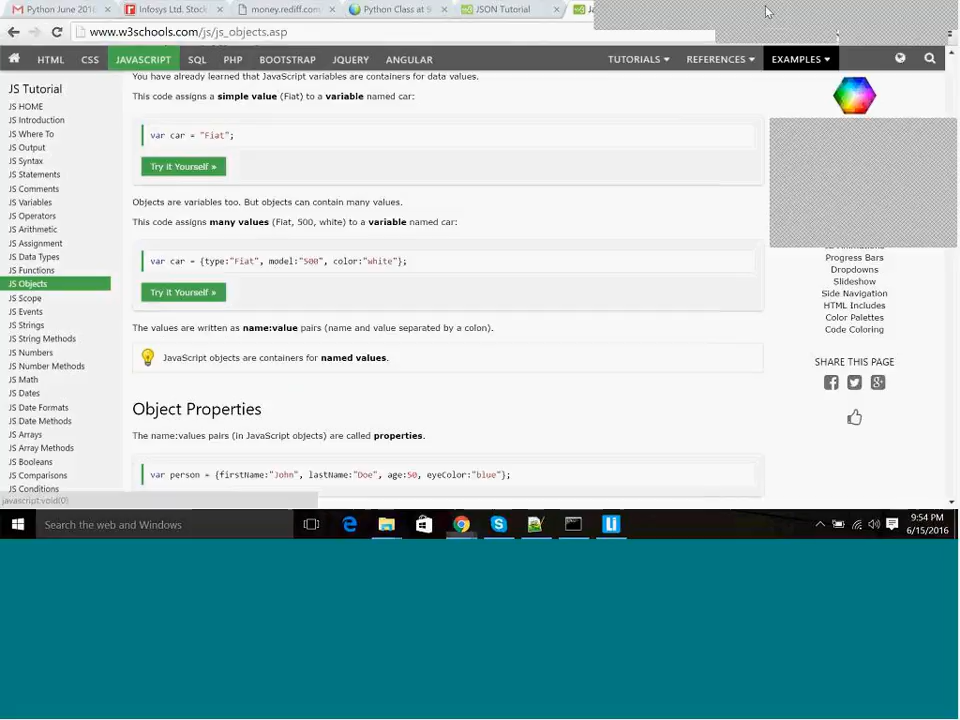 Python June 201
Infosys Ltd. Stock
money.rediff.com
Python Class at 9
JSON Tutorial
www.w3schools.com/js/js_objects.asp
HTML CSS JAVASCRIPT SQL PHP BOOTSTRAP JQUERY ANGULAR TUTORIALS REFERENCES EXAMPLES
JS Tutorial
JS HOME
JS Introduction
JS Where To
JS Output
JS Syntax
JS Statements
JS Comments
JS Variables
JS Operators
JS Arithmetic
JS Assignment
JS Data Types
JS Functions
JS Objects
JS Scope
JS Events
JS Strings
JS String Methods
JS Numbers
JS Number Methods
JS Math
JS Dates
JS Date Formats
JS Date Methods
JS Arrays
JS Array Methods
JS Booleans
JS Comparisons
JS Conditions
javascript:void(0)
You have already learned that JavaScript variables are containers for data values.
This code assigns a simple value (Fiat) to a variable named car:
var car = "Fiat";
Try it Yourself »
Objects are variables too. But objects can contain many values.
This code assigns many values (Fiat, 500, white) to a variable named car:
var car = {type:"Fiat", model:"500", color:"white"};
Try it Yourself »
The values are written as name:value pairs (name and value separated by a colon).
JavaScript objects are containers for named values.
Object Properties
The name:values pairs (in JavaScript objects) are called properties.
var person = {firstName:"John", lastName:"Doe", age:50, eyeColor:"blue"};
Progress Bars
Dropdowns
Slideshow
Side Navigation
HTML Includes
Color Palettes
Code Coloring
SHARE THIS PAGE
Search the web and Windows
9:54 PM
6/15/2016